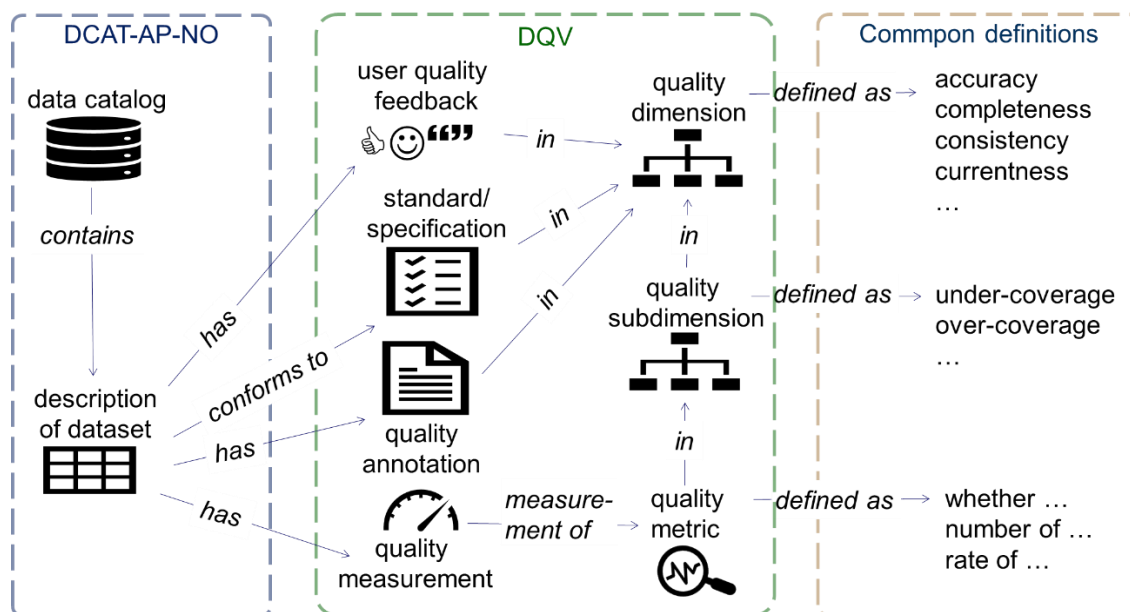 DCAT-AP-NO
data catalog
contains
description
of dataset
has
conforms to
has
has
DQV
user quality
feedback
““””
in
standard/
specification
in
in
quality
annotation
quality
measurement
measure-
ment of
quality
dimension
in
quality
subdimension
in
quality
metric
Commpon definitions
defined as
accuracy
completeness
consistency
currentness
…
defined as
under-coverage
over-coverage
…
defined as
whether …
number of …
rate of …